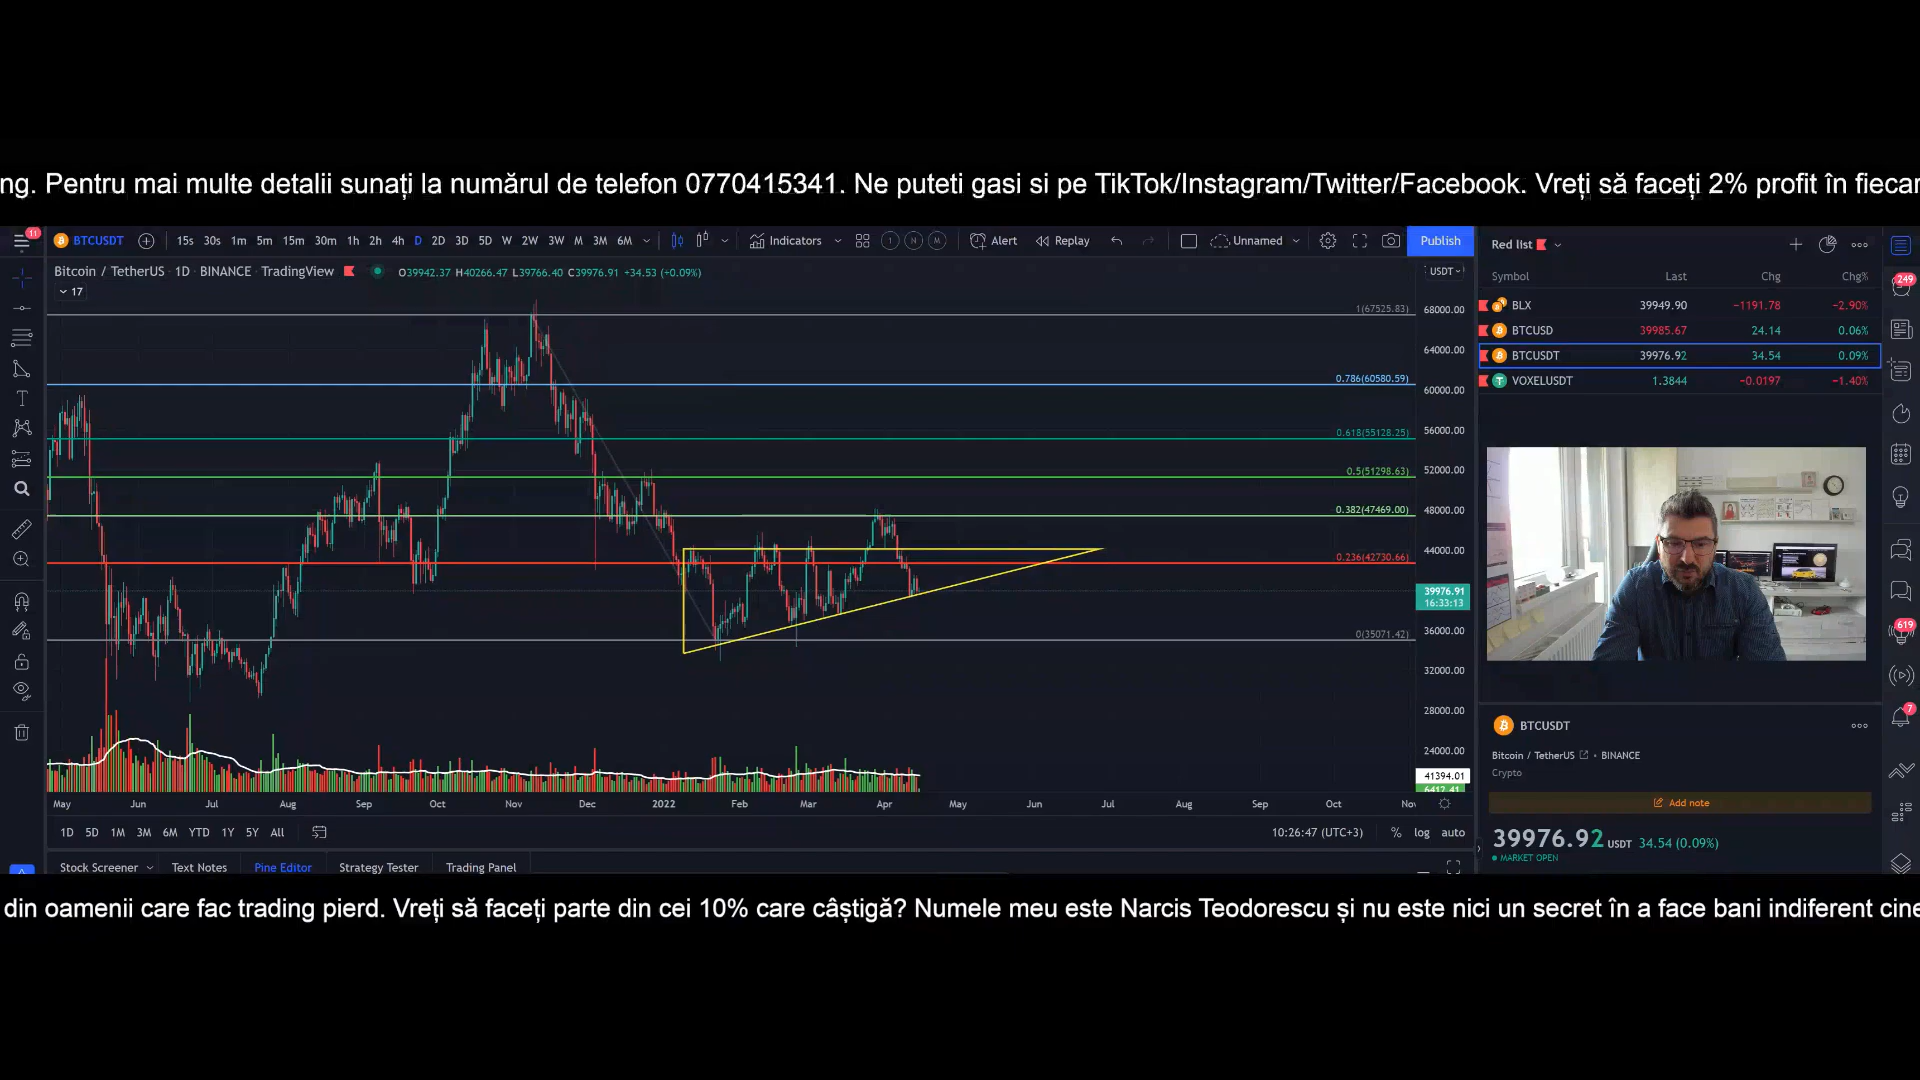 ng. Pentru mai multe detalii sunați la numărul de telefon 0770415341. Ne puteti gasi si pe TikTok/Instagram/Twitter/Facebook. Vreți să faceți 2% profit în fiecar
11
BTCUSDT 15s 30s 1m 5m 15m 30m 1h 2h 4h D 2D 3D 5D W 2W 3W M 3M 6M Indicators 1 N M Alert Replay Unnamed Publish
Bitcoin / TetherUS · 1D · BINANCE · TradingView O39942.37 H40266.47 L39766.40 C39976.91 +34.53 (+0.09%)
17
USDT
1(67525.83)
0.786(60580.59)
0.618(55128.25)
0.5(51298.63)
0.382(47469.00)
0.236(42730.66)
0(35071.42)
68000.00
64000.00
60000.00
56000.00
52000.00
48000.00
44000.00
39976.91
16:33:13
36000.00
32000.00
28000.00
24000.00
41394.01
6412.41
May Jun Jul Aug Sep Oct Nov Dec 2022 Feb Mar Apr May Jun Jul Aug Sep Oct Nov
1D 5D 1M 3M 6M YTD 1Y 5Y All 10:26:47 (UTC+3) % log auto
Stock Screener Text Notes Pine Editor Strategy Tester Trading Panel
Red list
Symbol Last Chg Chg%
BLX 39949.90 −1191.78 −2.90%
BTCUSD 39985.67 24.14 0.06%
BTCUSDT 39976.92 34.54 0.09%
VOXELUSDT 1.3844 −0.0197 −1.40%
249
619
7
BTCUSDT
Bitcoin / TetherUS • BINANCE
Crypto
Add note
39976.92 USDT 34.54 (0.09%)
MARKET OPEN
din oamenii care fac trading pierd. Vreți să faceți parte din cei 10% care câștigă? Numele meu este Narcis Teodorescu și nu este nici un secret în a face bani indiferent cine